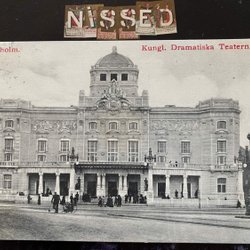 NiSSED
holm.
Kungl. Dramatiska Teatern